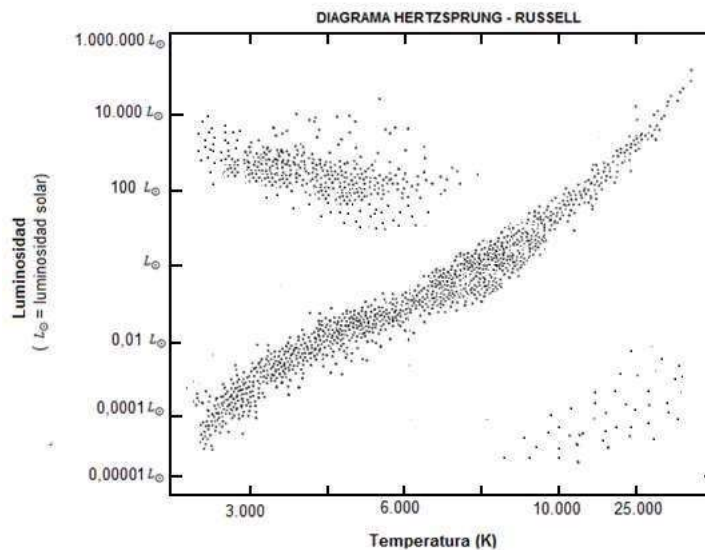 DIAGRAMA HERTZSPRUNG - RUSSELL
1.000.000 L☉
10.000 L☉
100 L☉
L☉
0,01 L☉
0,0001 L☉
0,00001 L☉
Luminosidad
( L☉ = luminosidad solar)
3.000
6.000
10.000
25.000
Temperatura (K)